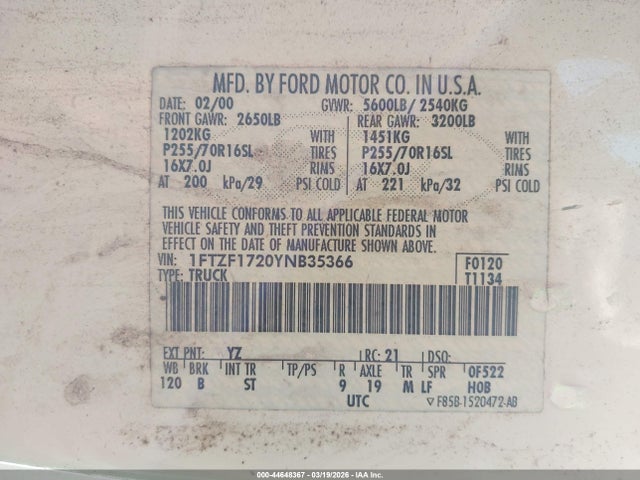 MFD. BY FORD MOTOR CO. IN U.S.A.
DATE: 02/00 GVWR: 5600LB/ 2540KG
FRONT GAWR: 2650LB REAR GAWR: 3200LB
1202KG WITH 1451KG WITH
P255/70R16SL TIRES P255/70R16SL TIRES
16X7.0J RIMS 16X7.0J RIMS
AT 200 kPa/29 PSI COLD AT 221 kPa/32 PSI COLD
THIS VEHICLE CONFORMS TO ALL APPLICABLE FEDERAL MOTOR
VEHICLE SAFETY AND THEFT PREVENTION STANDARDS IN
EFFECT ON THE DATE OF MANUFACTURE SHOWN ABOVE.
VIN: 1FTZF1720YNB35366 F0120
TYPE: TRUCK T1134
EXT PNT: YZ RC: 21 DSO:
WB BRK INT TR TP/PS R AXLE TR SPR 0F522
120 B ST 9 19 M LF HOB
UTC ▽ F85B-1520472-AB
000-44648367 - 03/19/2026 - IAA Inc.